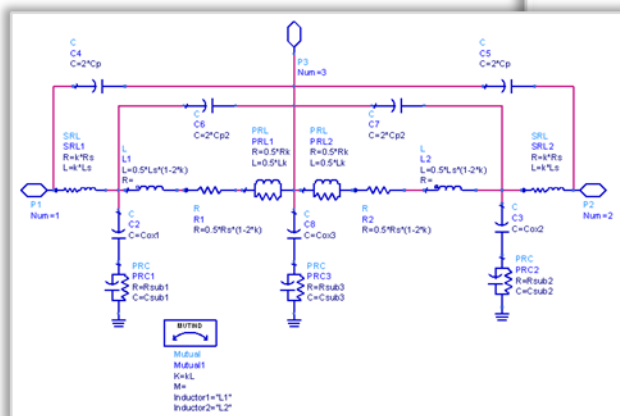 C
C4
C=2*Cp
P3
Num=3
C
C5
C=2*Cp
C
C6
C=2*Cp2
C
C7
C=2*Cp2
SRL
SRL1
R=k*Rs
L=k*Ls
L
L1
L=0.5*Ls*(1-2*k)
R=
PRL
PRL1
R=0.5*Rk
L=0.5*Lk
PRL
PRL2
R=0.5*Rk
L=0.5*Lk
L
L2
L=0.5*Ls*(1-2*k)
R=
SRL
SRL2
R=k*Rs
L=k*Ls
P1
Num=1
R
R1
R=0.5*Rs*(1-2*k)
R
R2
R=0.5*Rs*(1-2*k)
P2
Num=2
C
C2
C=Cox1
C
C8
C=Cox3
C
C3
C=Cox2
PRC
PRC1
R=Rsub1
C=Csub1
PRC
PRC3
R=Rsub3
C=Csub3
PRC
PRC2
R=Rsub2
C=Csub2
MUTIND
Mutual
Mutual1
K=kL
M=
Inductor1="L1"
Inductor2="L2"